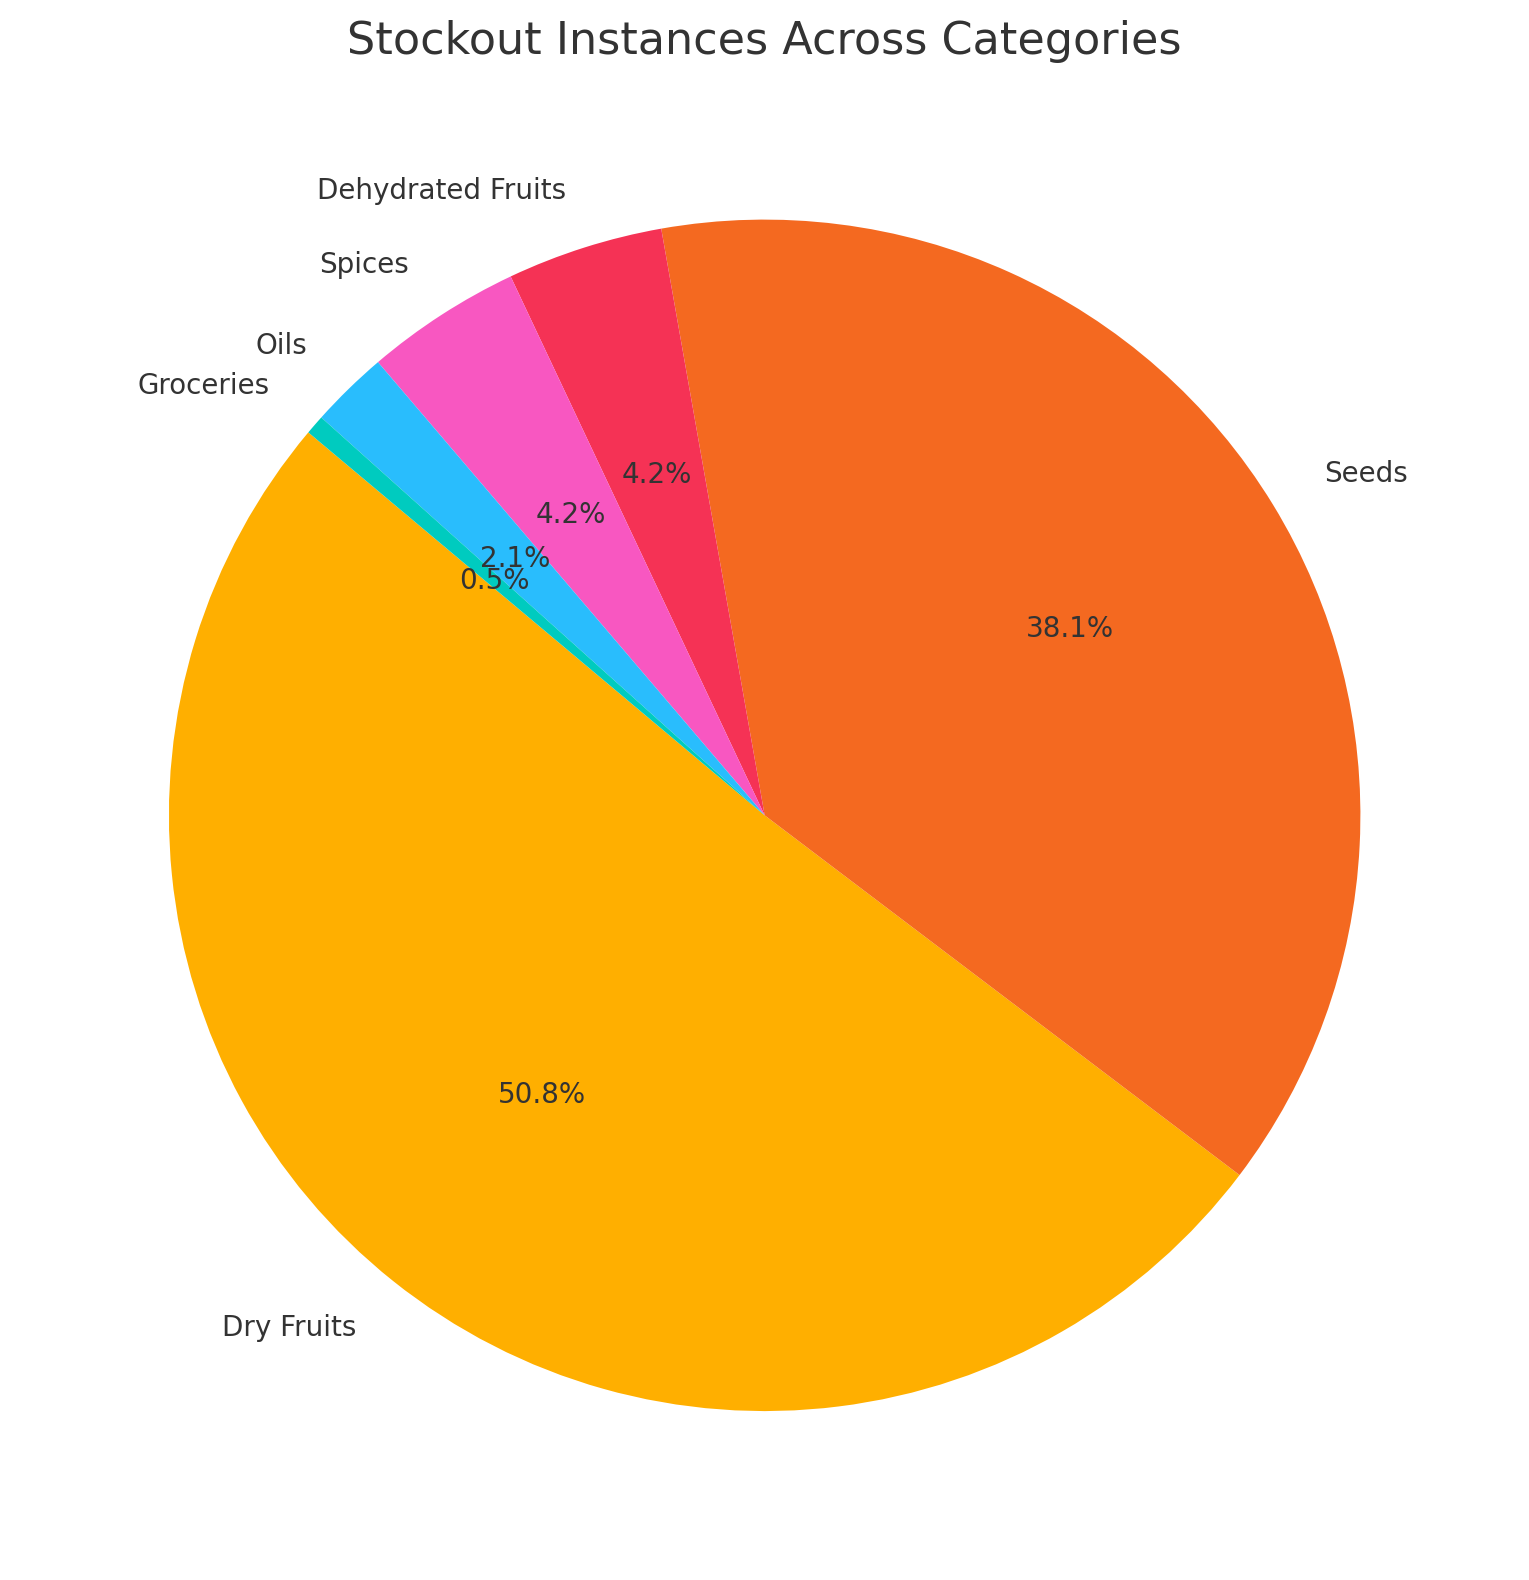 Stockout Instances Across Categories
Dehydrated Fruits
Spices
Oils
Groceries
Seeds
4.2%
4.2%
2.1%
0.5%
38.1%
50.8%
Dry Fruits